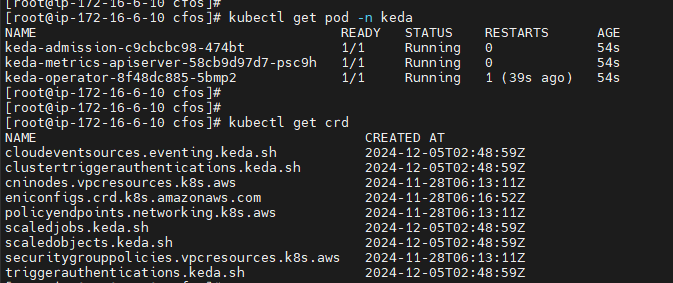 [root@ip-172-16-6-10 cfos]#
[root@ip-172-16-6-10 cfos]# kubectl get pod -n keda
NAME                                     READY   STATUS    RESTARTS      AGE
keda-admission-c9cbcbc98-474bt           1/1     Running   0             54s
keda-metrics-apiserver-58cb9d97d7-psc9h  1/1     Running   0             54s
keda-operator-8f48dc885-5bmp2            1/1     Running   1 (39s ago)   54s
[root@ip-172-16-6-10 cfos]#
[root@ip-172-16-6-10 cfos]#
[root@ip-172-16-6-10 cfos]# kubectl get crd
NAME                                        CREATED AT
cloudeventsources.eventing.keda.sh          2024-12-05T02:48:59Z
clustertriggerauthentications.keda.sh       2024-12-05T02:48:59Z
cninodes.vpcresources.k8s.aws               2024-11-28T06:13:11Z
eniconfigs.crd.k8s.amazonaws.com            2024-11-28T06:16:52Z
policyendpoints.networking.k8s.aws          2024-11-28T06:13:11Z
scaledjobs.keda.sh                          2024-12-05T02:48:59Z
scaledobjects.keda.sh                       2024-12-05T02:48:59Z
securitygrouppolicies.vpcresources.k8s.aws  2024-11-28T06:13:11Z
triggerauthentications.keda.sh              2024-12-05T02:48:59Z